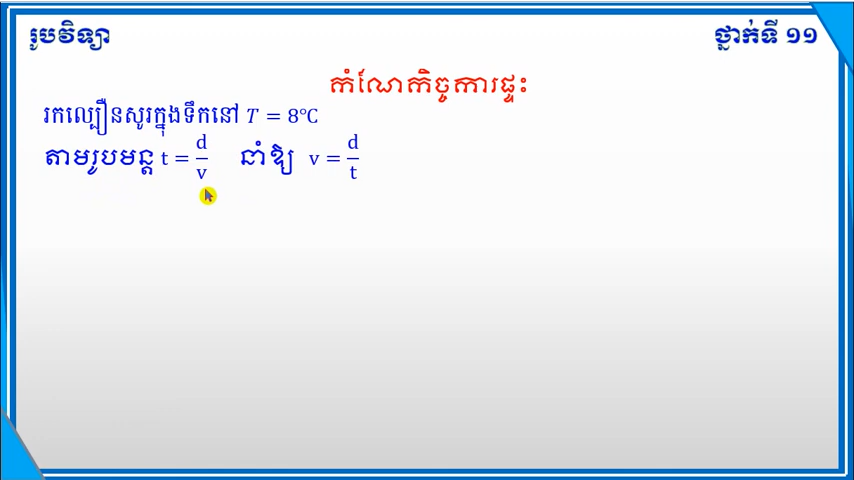 រូបវិទ្យា
ថ្នាក់ទី ១១
កំណែកិច្ចការផ្ទះ
រកល្បឿនសូរក្នុងទឹកនៅ T = 8°C
តាមរូបមន្ត t = d/v នាំឱ្យ v = d/t